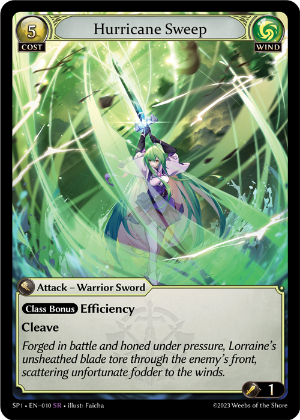 5
COST
Hurricane Sweep
WIND
Attack – Warrior Sword
Class Bonus Efficiency
Cleave
Forged in battle and honed under pressure, Lorraine's
unsheathed blade tore through the enemy's front,
scattering unfortunate fodder to the winds.
1
SP1 • EN-010 SR • illust: Faicha
©2023 Weebs of the Shore